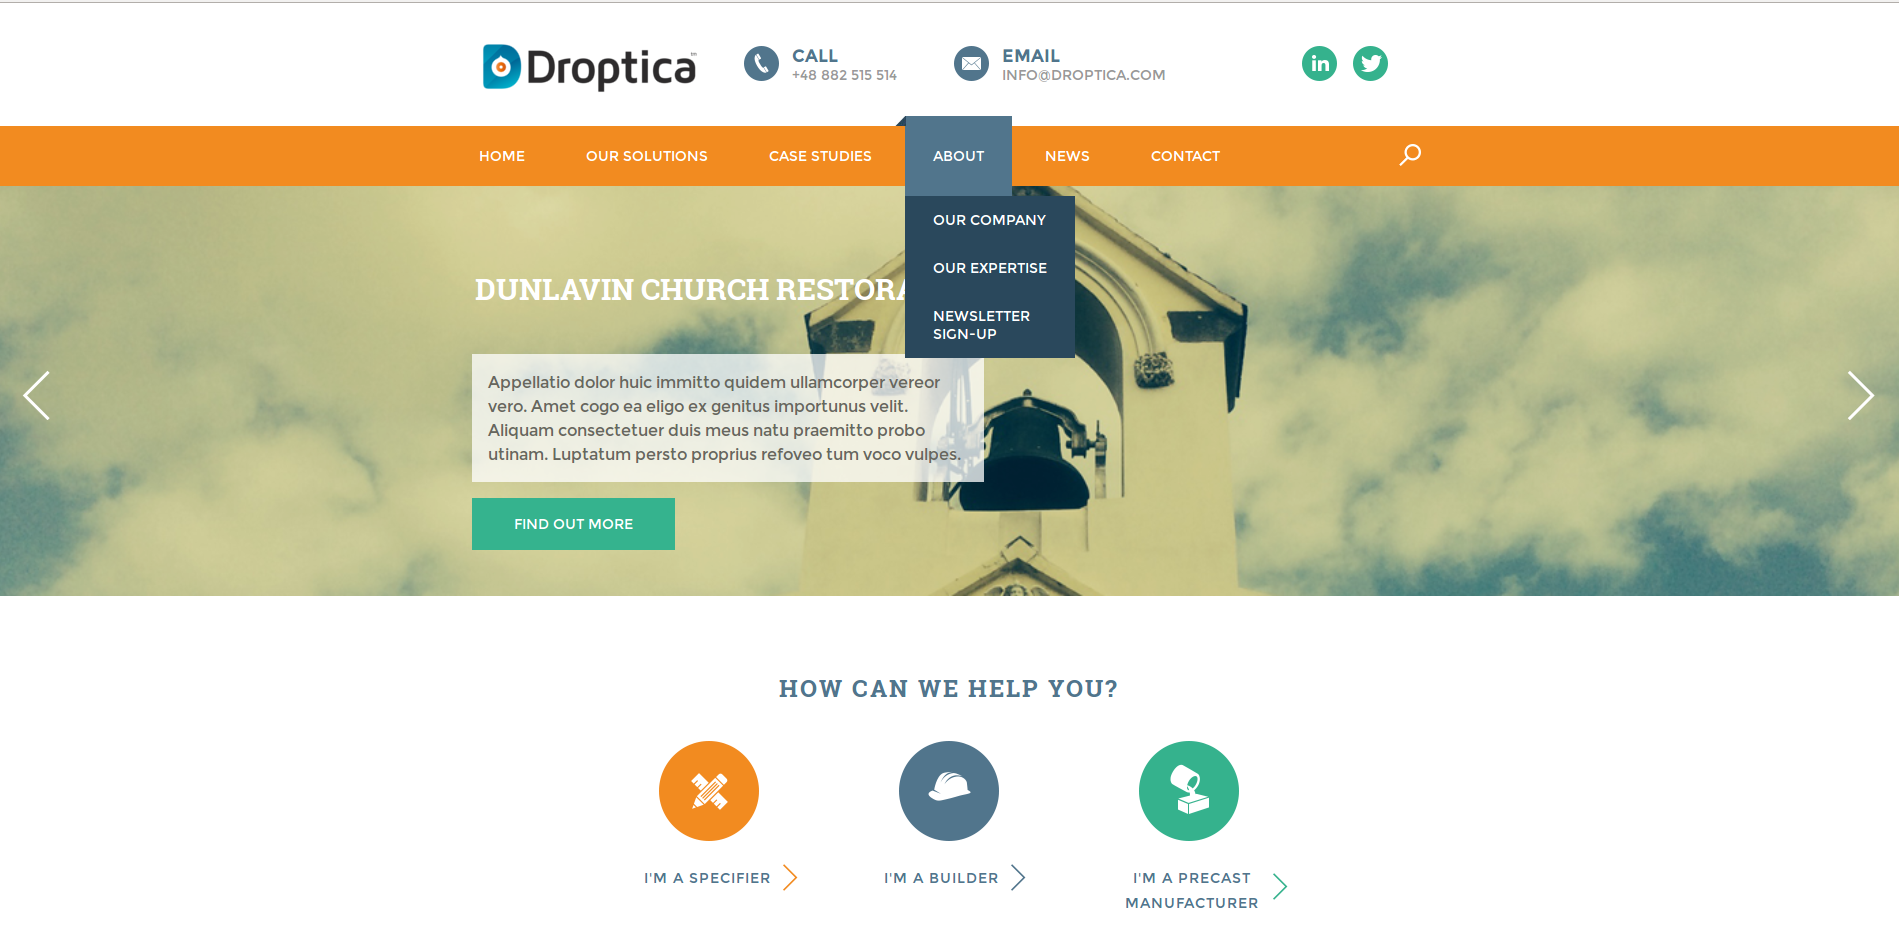 Droptica™
CALL
+48 882 515 514
EMAIL
INFO@DROPTICA.COM
in
HOME
OUR SOLUTIONS
CASE STUDIES
ABOUT
NEWS
CONTACT
OUR COMPANY
OUR EXPERTISE
NEWSLETTER
SIGN-UP
DUNLAVIN CHURCH
Appellatio dolor huic immitto quidem ullamcorper vereor
vero. Amet cogo ea eligo ex genitus importunus velit.
Aliquam consectetuer duis meus natu praemitto probo
utinam. Luptatum persto proprius refoveo tum voco vulpes.
FIND OUT MORE
HOW CAN WE HELP YOU?
I'M A SPECIFIER
I'M A BUILDER
I'M A PRECAST
MANUFACTURER